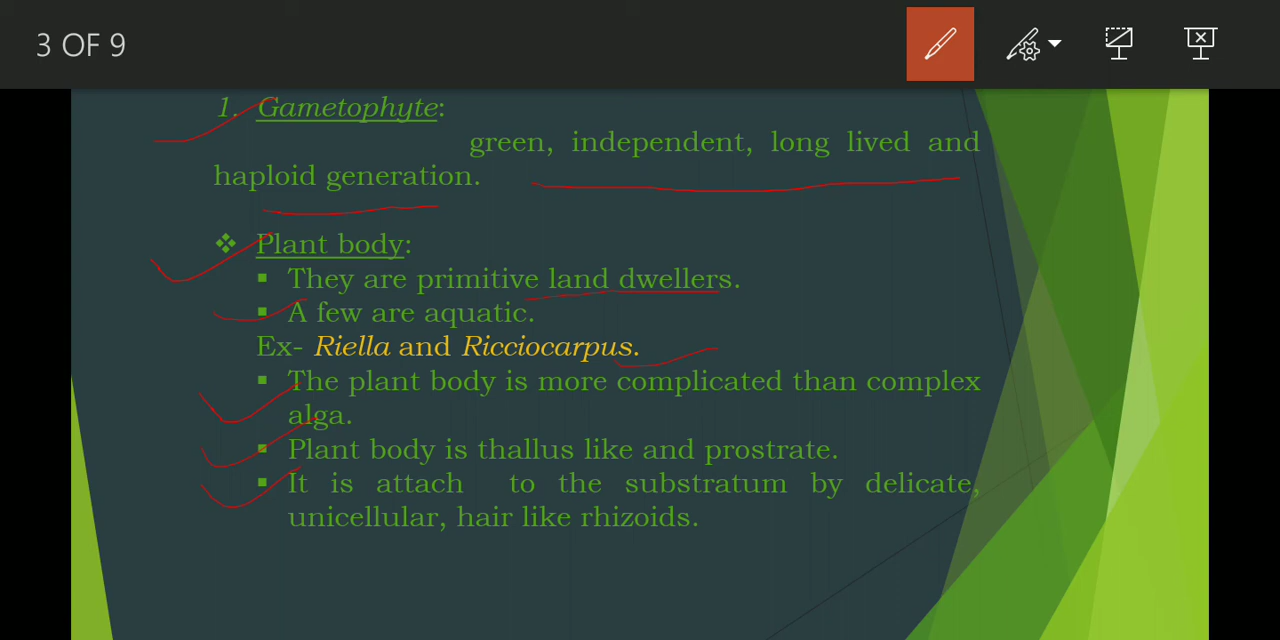 3 OF 9
1. Gametophyte:
green, independent, long lived and
haploid generation.
❖ Plant body:
▪ They are primitive land dwellers.
▪ A few are aquatic.
Ex- Riella and Ricciocarpus.
▪ The plant body is more complicated than complex
alga.
▪ Plant body is thallus like and prostrate.
▪ It is attach to the substratum by delicate,
unicellular, hair like rhizoids.